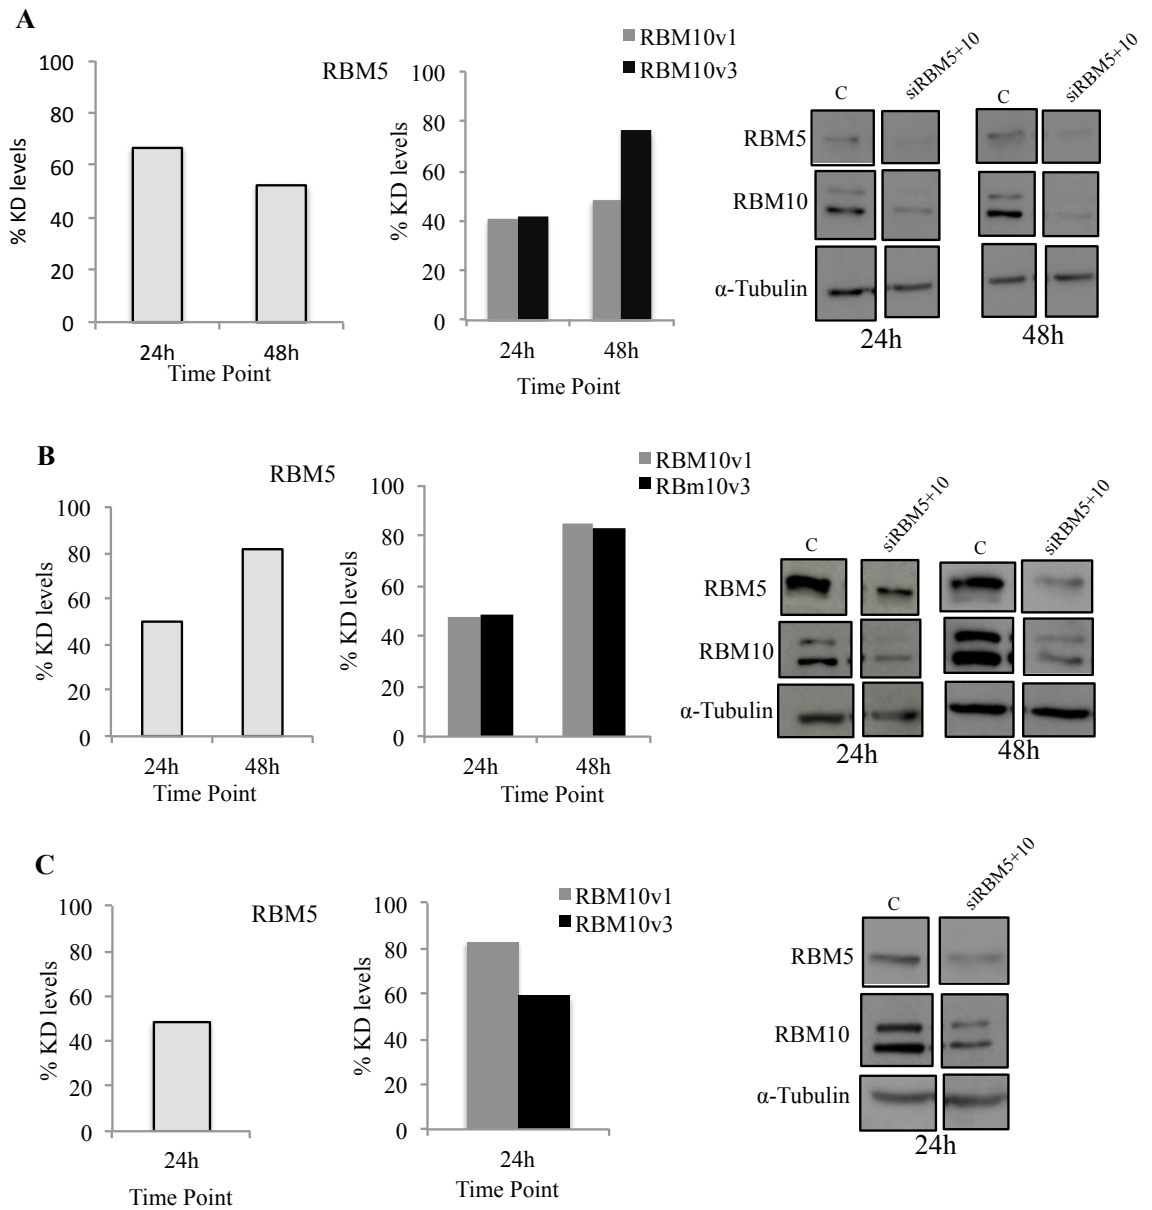 A
RBM5
% KD levels
100
80
60
40
20
0
24h
48h
Time Point
RBM10v1
RBM10v3
% KD levels
100
80
60
40
20
0
24h
48h
Time Point
C
siRBM5+10
C
siRBM5+10
RBM5
RBM10
α-Tubulin
24h
48h
B
RBM5
% KD levels
100
80
60
40
20
0
24h
48h
Time Point
RBM10v1
RBm10v3
% KD levels
100
80
60
40
20
0
24h
48h
Time Point
C
siRBM5+10
C
siRBM5+10
RBM5
RBM10
α-Tubulin
24h
48h
C
RBM5
% KD levels
100
80
60
40
20
0
24h
Time Point
RBM10v1
RBM10v3
% KD levels
100
80
60
40
20
0
24h
Time Point
C
siRBM5+10
RBM5
RBM10
α-Tubulin
24h